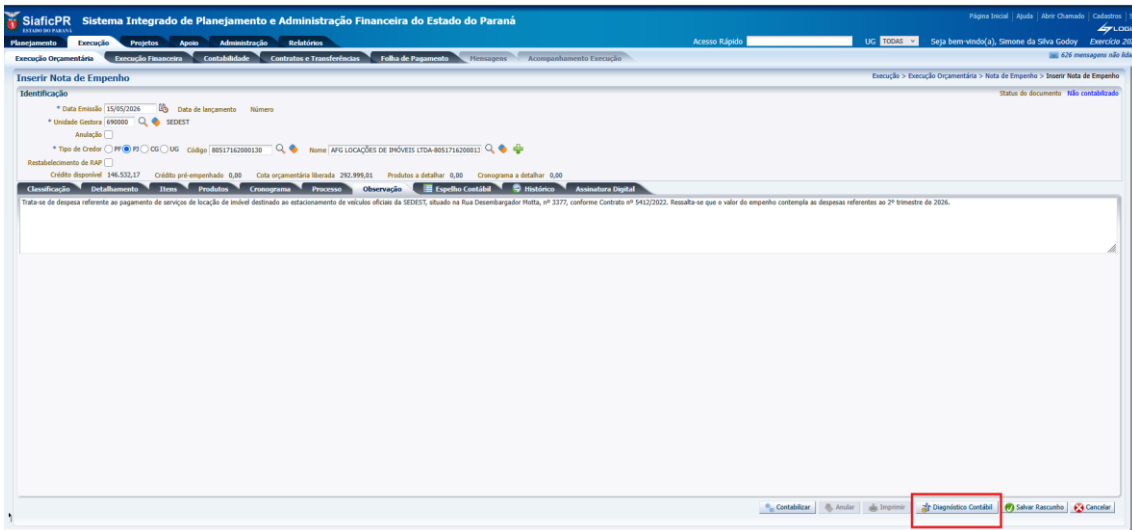 SiaficPR Sistema Integrado de Planejamento e Administração Financeira do Estado do Paraná
ESTADO DO PARANÁ
Página Inicial | Ajuda | Abrir Chamado | Cadastros | S
LOGU
Planejamento Execução Projetos Apoio Administração Relatórios Acesso Rápido UG TODAS Seja bem-vindo(a), Simone da Silva Godoy Exercício 20
Execução Orçamentária Execução Financeira Contabilidade Contratos e Transferências Folha de Pagamento Mensagens Acompanhamento Execução 626 mensagens não lida
Inserir Nota de Empenho Execução > Execução Orçamentária > Nota de Empenho > Inserir Nota de Empenho
Identificação Status do documento Não contabilizado
* Data Emissão 15/05/2026 Data de lançamento Número
* Unidade Gestora 690000 SEDEST
Anulação
* Tipo de Credor PF PJ CG UG Código 80517162000130 Nome AFG LOCAÇÕES DE IMÓVEIS LTDA-8051716200013
Restabelecimento de RAP
Crédito disponível 146.532,17 Crédito pré-empenhado 0,00 Cota orçamentária liberada 292.999,01 Produtos a detalhar 0,00 Cronograma a detalhar 0,00
Classificação Detalhamento Itens Produtos Cronograma Processo Observação Espelho Contábil Histórico Assinatura Digital
Trata-se de despesa referente ao pagamento de serviços de locação de imóvel destinado ao estacionamento de veículos oficiais da SEDEST, situado na Rua Desembargador Motta, nº 3377, conforme Contrato nº 5412/2022. Ressalta-se que o valor do empenho contempla as despesas referentes ao 2º trimestre de 2026.
Contabilizar Anular Imprimir Diagnóstico Contábil Salvar Rascunho Cancelar